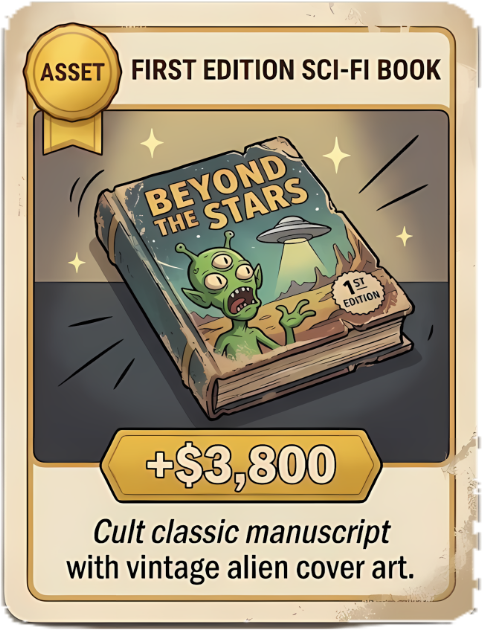 ASSET
FIRST EDITION SCI-FI BOOK
BEYOND
THE STARS
1ST
EDITION
+$3,800
Cult classic manuscript
with vintage alien cover art.